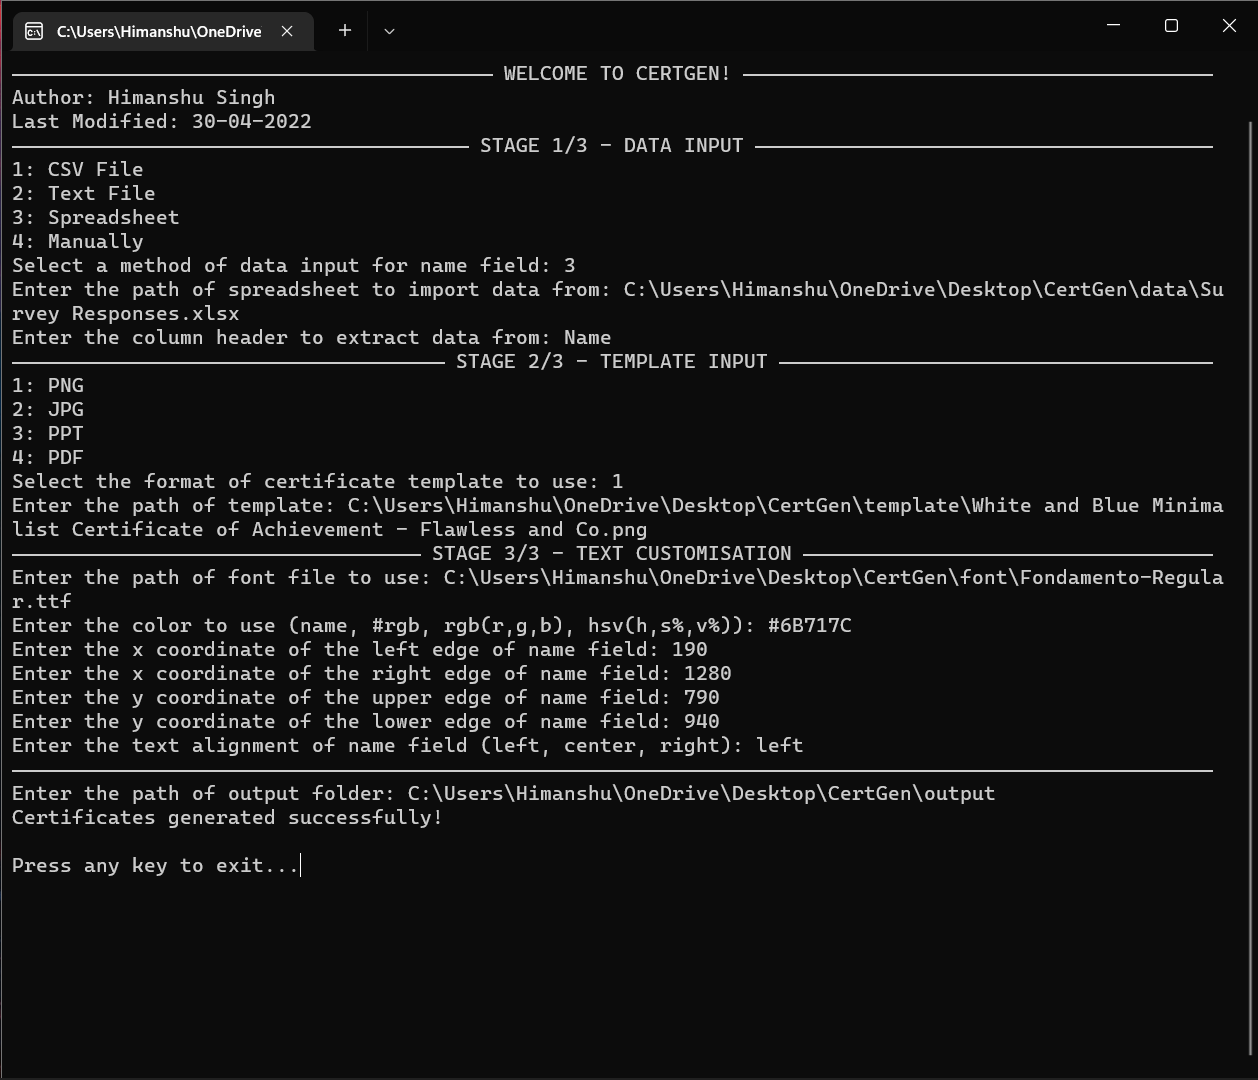 C:\Users\Himanshu\OneDrive
WELCOME TO CERTGEN!
Author: Himanshu Singh
Last Modified: 30-04-2022
STAGE 1/3 - DATA INPUT
1: CSV File
2: Text File
3: Spreadsheet
4: Manually
Select a method of data input for name field: 3
Enter the path of spreadsheet to import data from: C:\Users\Himanshu\OneDrive\Desktop\CertGen\data\Su
rvey Responses.xlsx
Enter the column header to extract data from: Name
STAGE 2/3 - TEMPLATE INPUT
1: PNG
2: JPG
3: PPT
4: PDF
Select the format of certificate template to use: 1
Enter the path of template: C:\Users\Himanshu\OneDrive\Desktop\CertGen\template\White and Blue Minima
list Certificate of Achievement - Flawless and Co.png
STAGE 3/3 - TEXT CUSTOMISATION
Enter the path of font file to use: C:\Users\Himanshu\OneDrive\Desktop\CertGen\font\Fondamento-Regula
r.ttf
Enter the color to use (name, #rgb, rgb(r,g,b), hsv(h,s%,v%)): #6B717C
Enter the x coordinate of the left edge of name field: 190
Enter the x coordinate of the right edge of name field: 1280
Enter the y coordinate of the upper edge of name field: 790
Enter the y coordinate of the lower edge of name field: 940
Enter the text alignment of name field (left, center, right): left
Enter the path of output folder: C:\Users\Himanshu\OneDrive\Desktop\CertGen\output
Certificates generated successfully!
Press any key to exit...